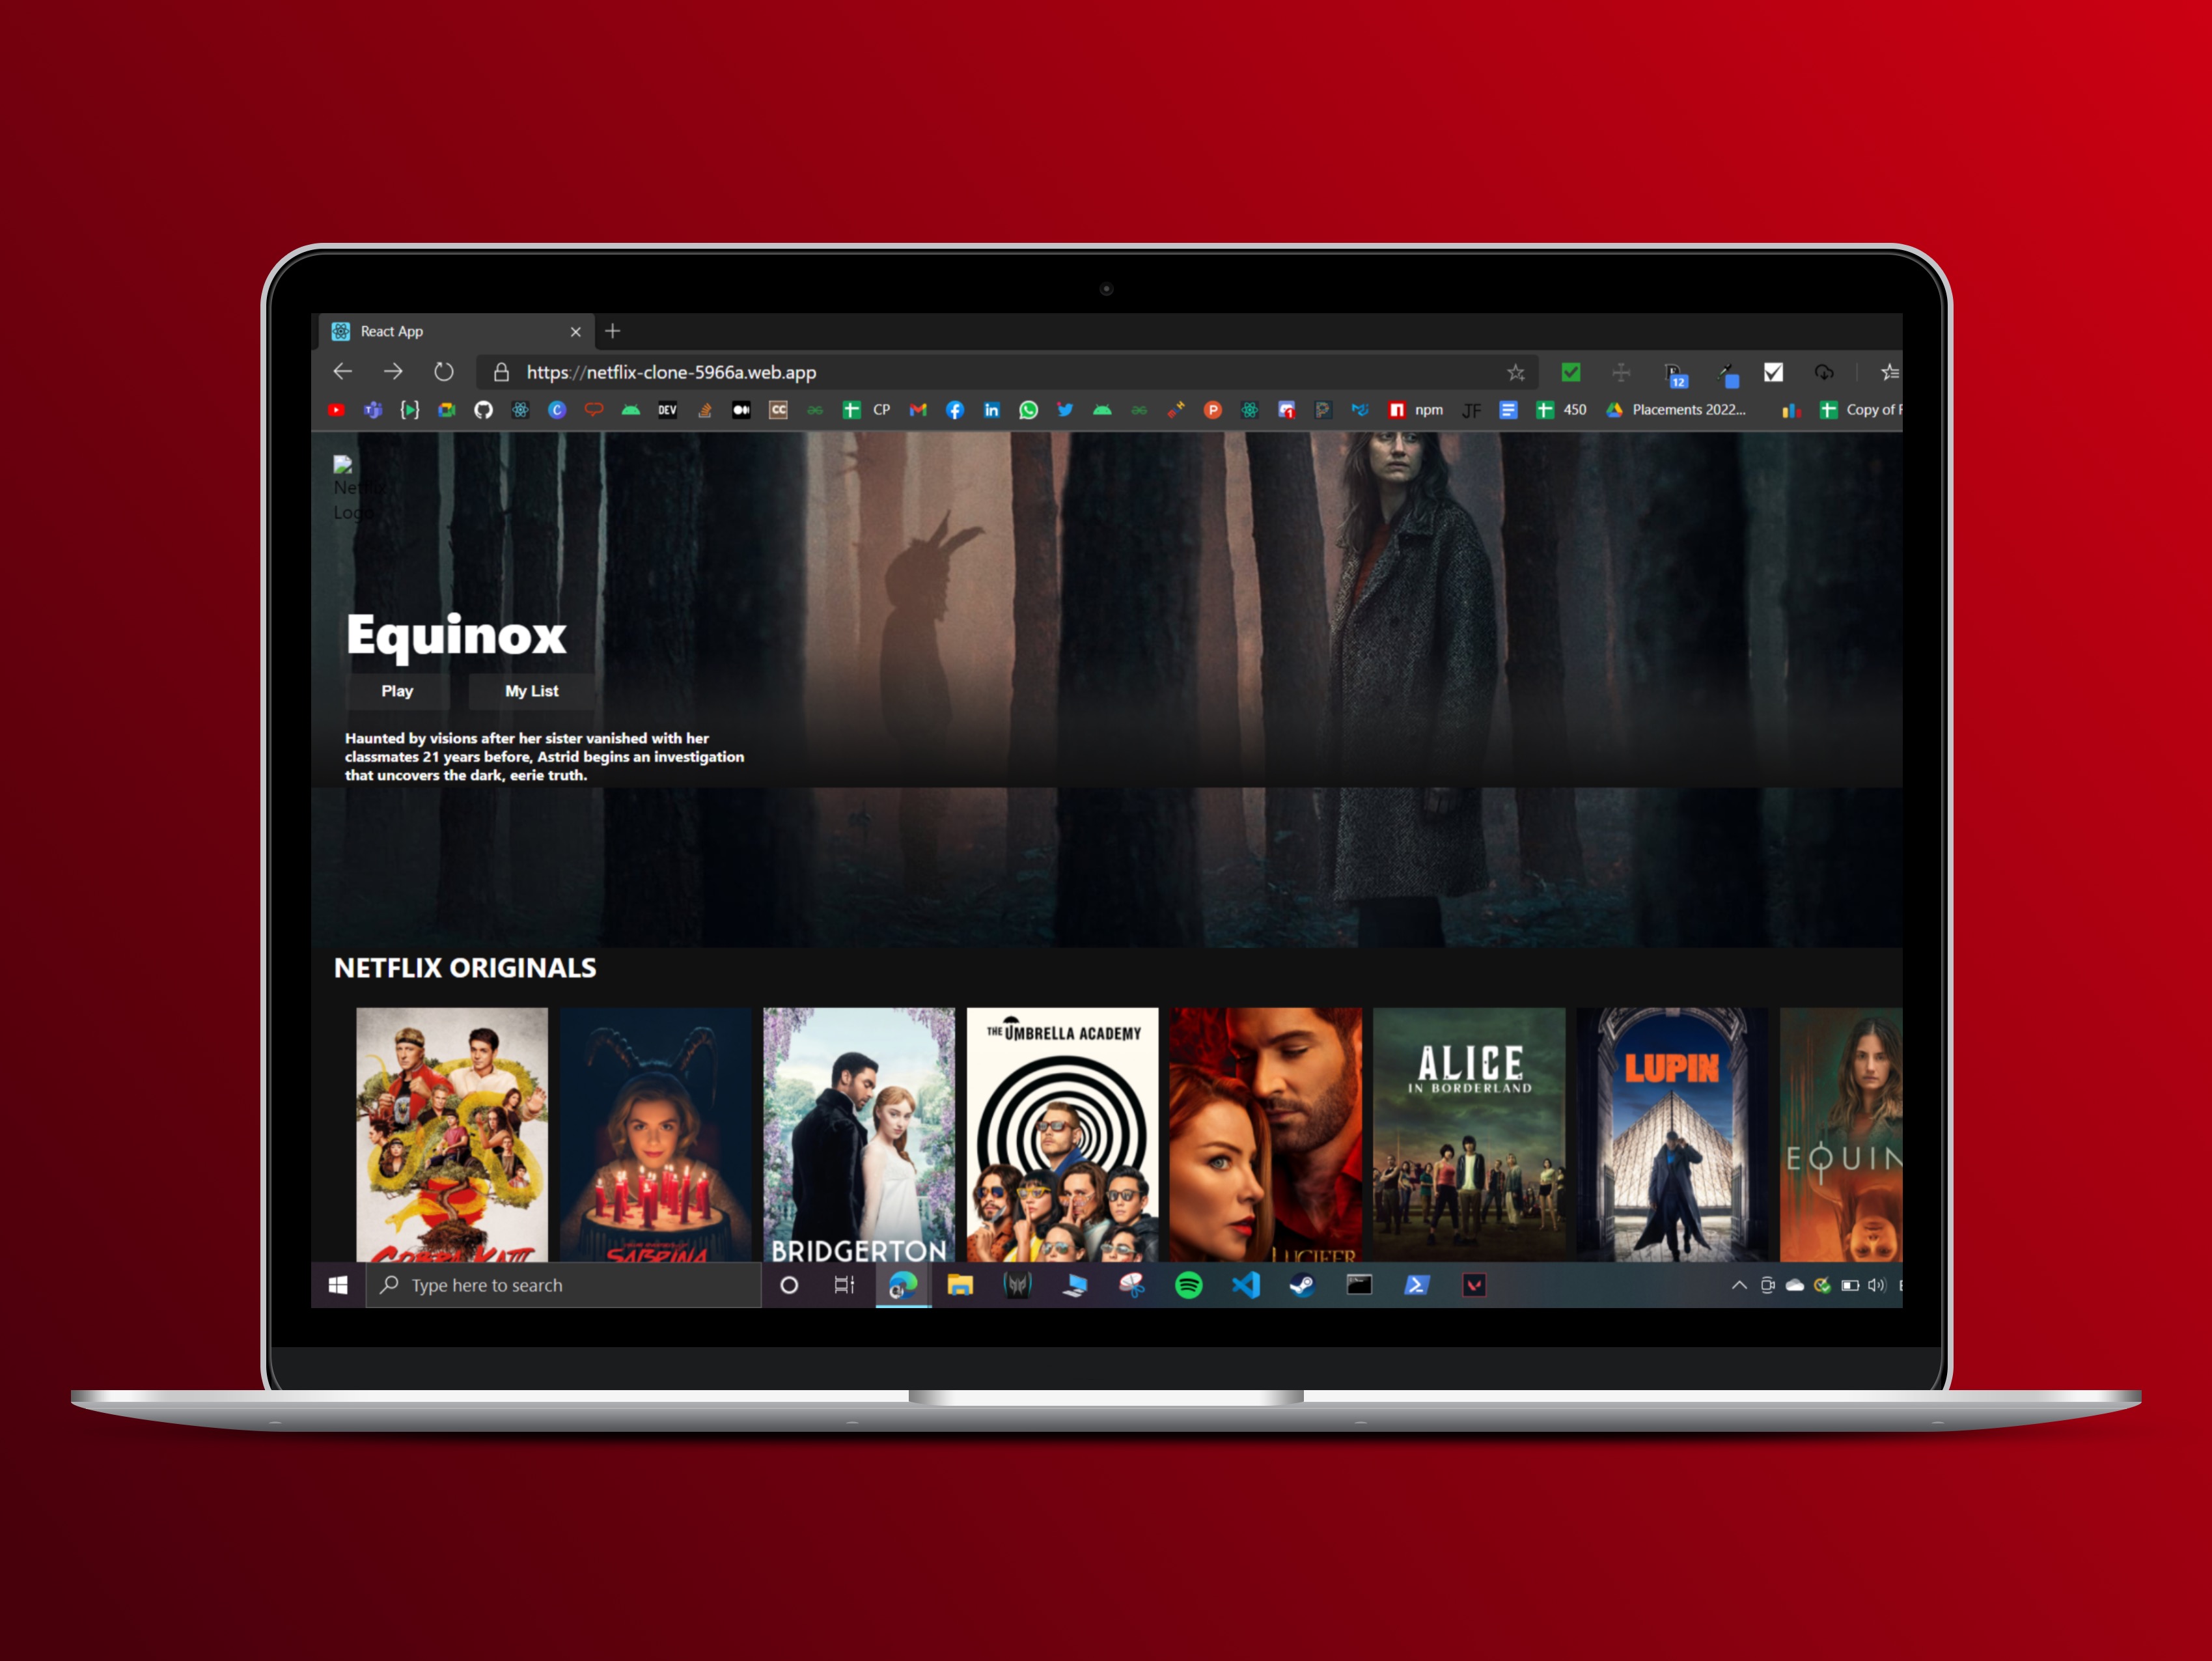 React App
https://netflix-clone-5966a.web.app
12
DEV
CC
CP
1
npm
JF
450
Placements 2022...
Copy of
Netflix
Logo
Equinox
Play
My List
Haunted by visions after her sister vanished with her
classmates 21 years before, Astrid begins an investigation
that uncovers the dark, eerie truth.
NETFLIX ORIGINALS
COBRA KAI
SABRINA
BRIDGERTON
THE UMBRELLA ACADEMY
LUCIFER
ALICE
IN BORDERLAND
LUPIN
EQUIN
Type here to search